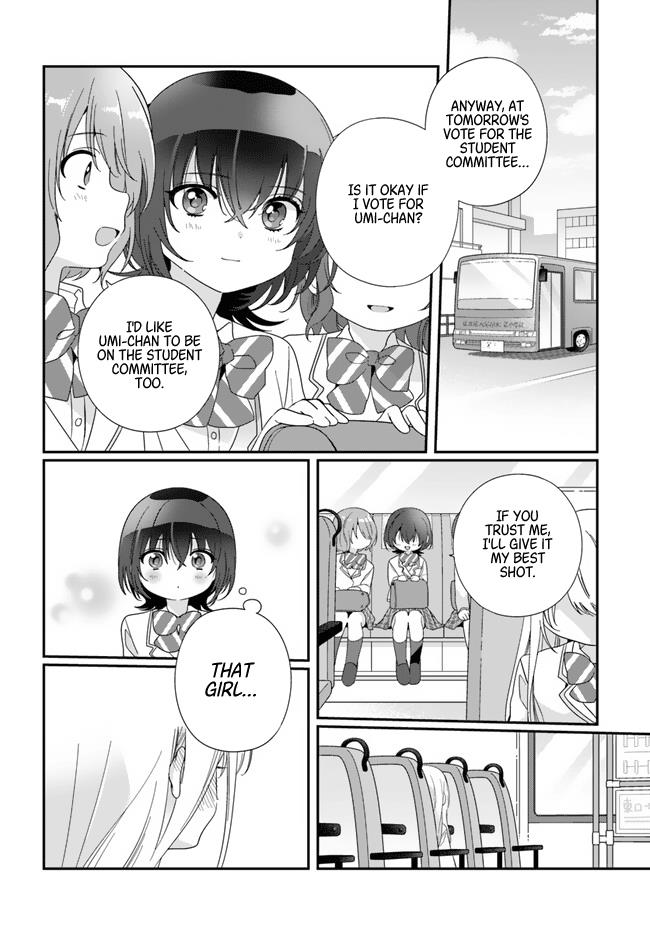 ANYWAY, AT
TOMORROW'S
VOTE FOR THE
STUDENT
COMMITTEE...
IS IT OKAY IF
I VOTE FOR
UMI-CHAN?
I'D LIKE
UMI-CHAN TO BE
ON THE STUDENT
COMMITTEE,
TOO.
IF YOU
TRUST ME,
I'LL GIVE IT
MY BEST
SHOT.
THAT
GIRL...
東口